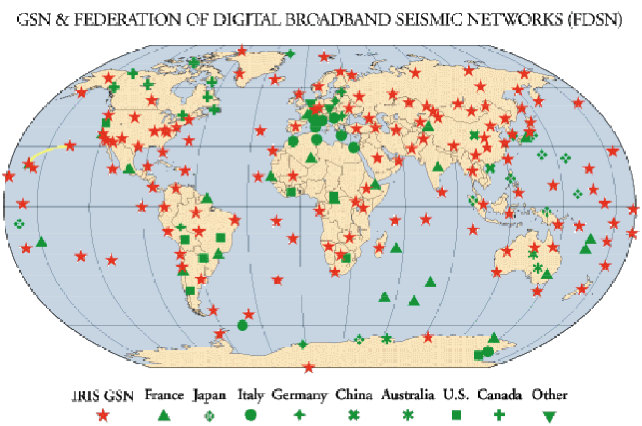 GSN & FEDERATION OF DIGITAL BROADBAND SEISMIC NETWORKS (FDSN)
IRIS GSN France Japan Italy Germany China Australia U.S. Canada Other